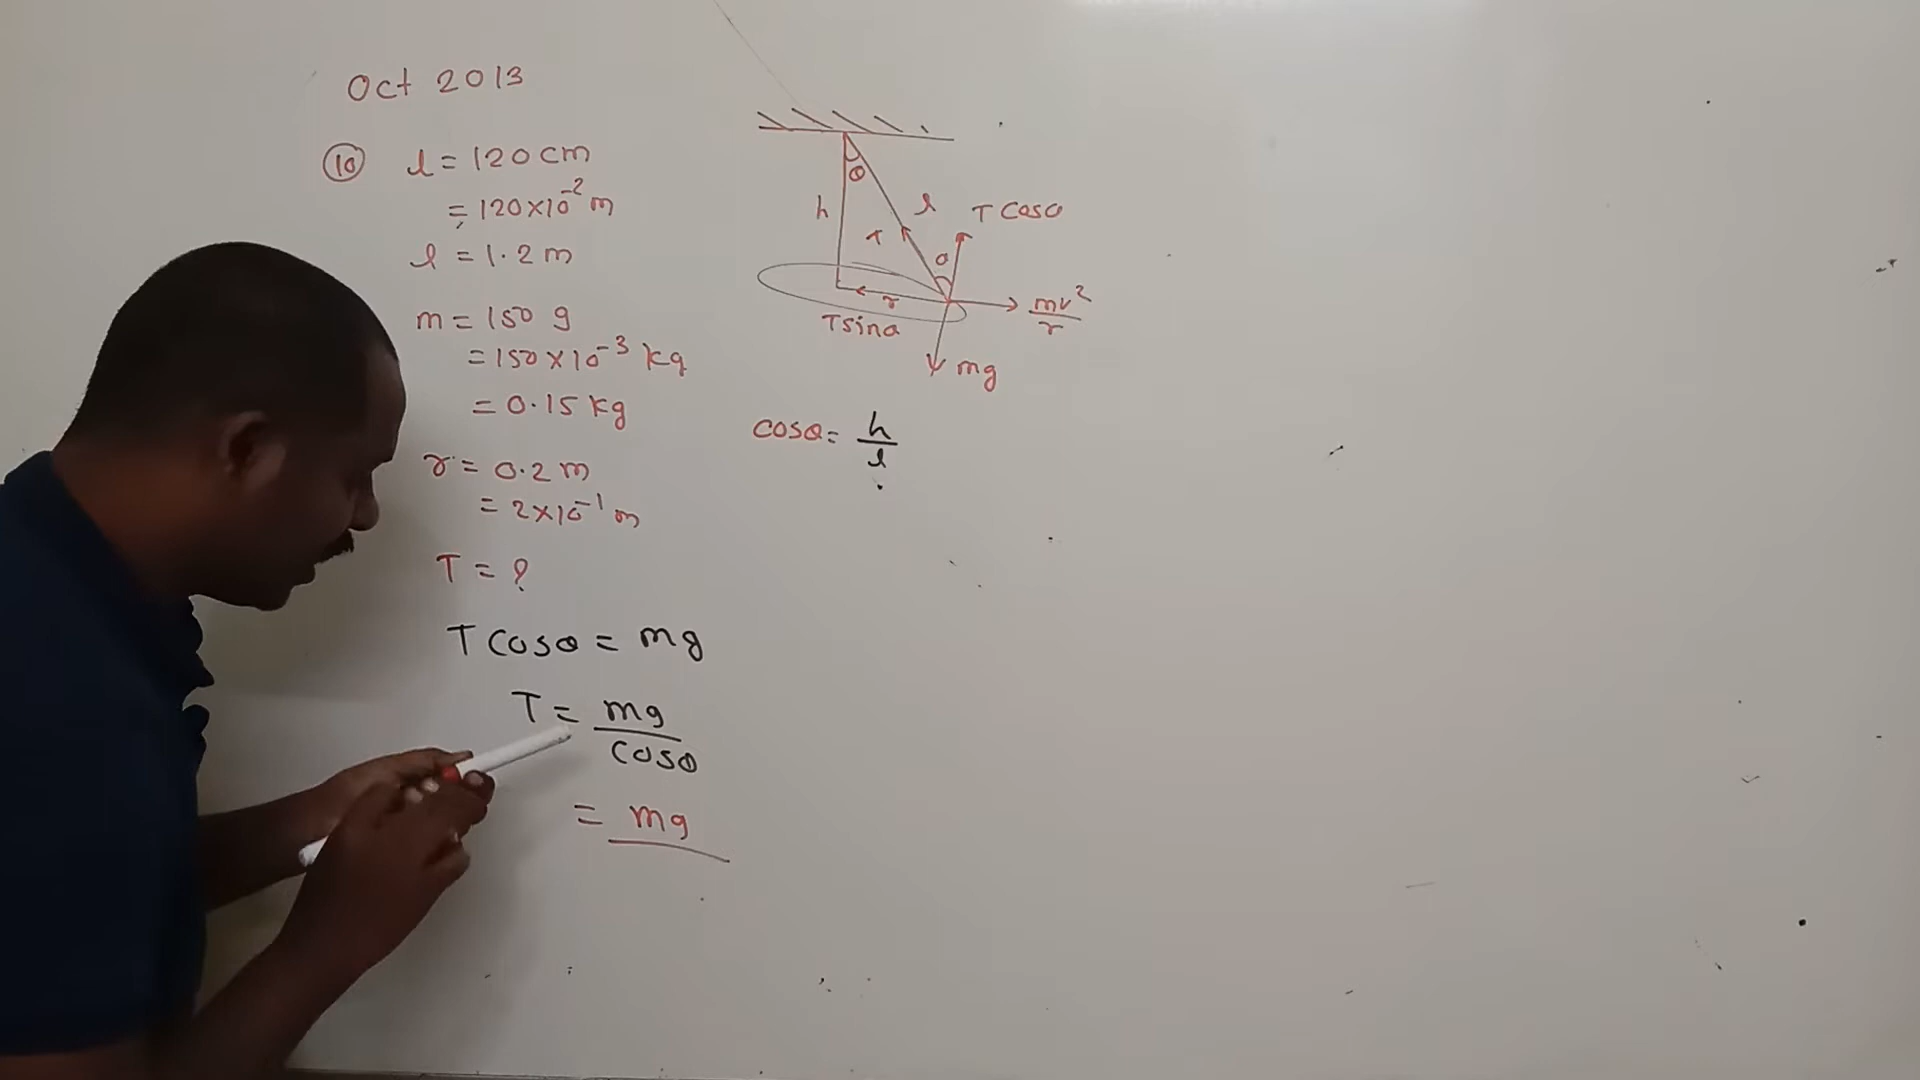 Oct 2013
10 l = 120 cm
= 120×10⁻² m
l = 1.2 m
m = 150 g
= 150×10⁻³ kg
= 0.15 kg
r = 0.2 m
= 2×10⁻¹ m
T = ?
T cosθ = mg
T = mg/cosθ
= mg
θ
h
l
T cosθ
T
θ
r
mv²/r
T sinθ
mg
cosθ = h/l